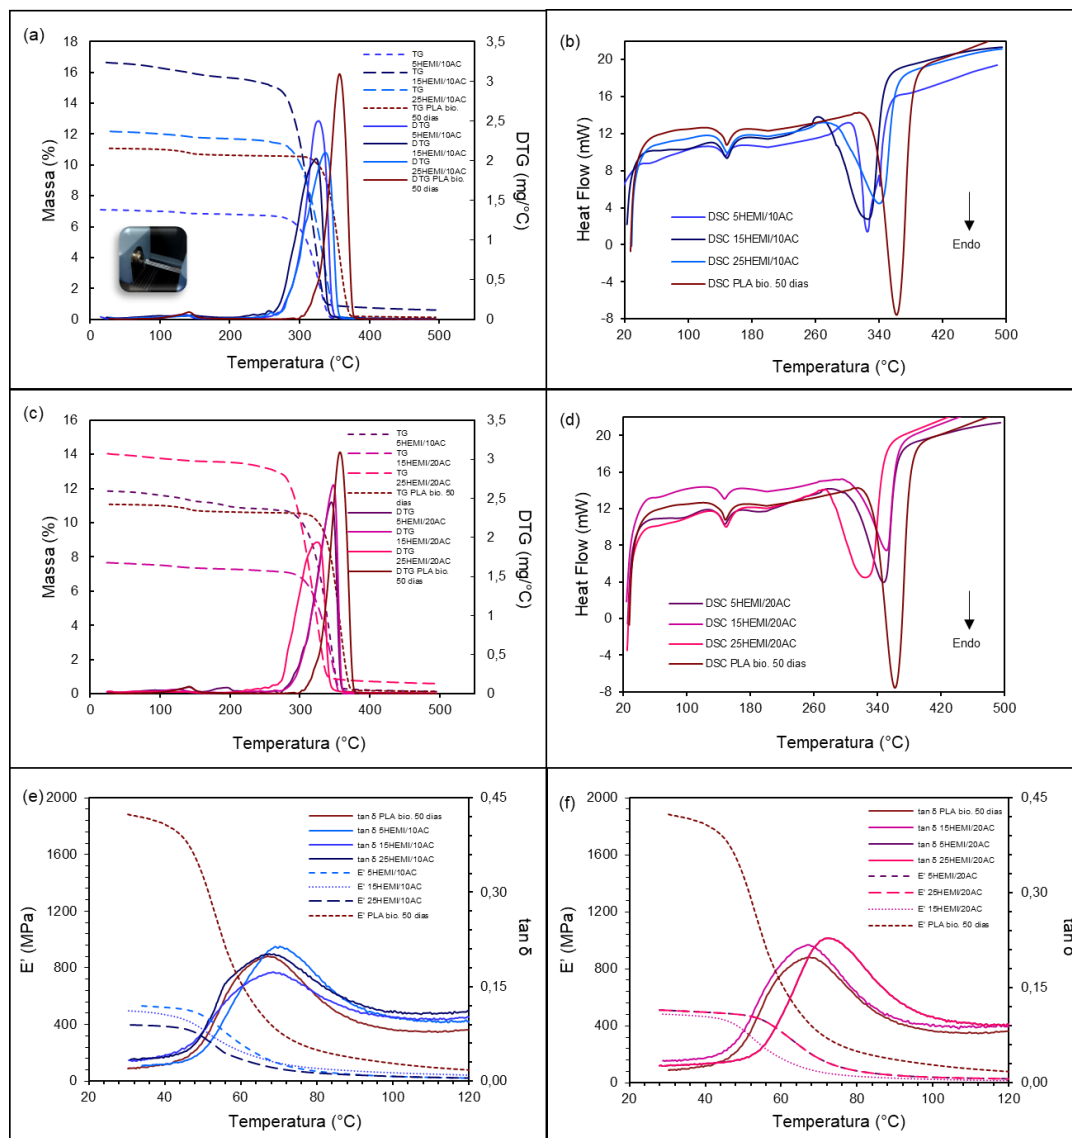 (a)
18
16
14
12
10
8
6
4
2
0
Massa (%)
3,5
3
2,5
2
1,5
1
0,5
0
DTG (mg/°C)
TG
5HEMI/10AC
TG
15HEMI/10AC
TG
25HEMI/10AC
TG PLA bio.
50 dias
DTG
5HEMI/10AC
DTG
15HEMI/10AC
DTG
25HEMI/10AC
DTG PLA bio.
50 dias
0 100 200 300 400 500
Temperatura (°C)
(b)
20
16
12
8
4
0
-4
-8
Heat Flow (mW)
DSC 5HEMI/10AC
DSC 15HEMI/10AC
DSC 25HEMI/10AC
DSC PLA bio. 50 dias
Endo
20 100 180 260 340 420 500
Temperatura (°C)
(c)
16
14
12
10
8
6
4
2
0
Massa (%)
3,5
3
2,5
2
1,5
1
0,5
0
DTG (mg/°C)
TG
5HEMI/10AC
TG
15HEMI/20AC
TG
25HEMI/20AC
TG PLA bio. 50
dias
DTG
5HEMI/20AC
DTG
15HEMI/20AC
DTG
25HEMI/20AC
DTG PLA bio.
50 dias
0 100 200 300 400 500
Temperatura (°C)
(d)
20
16
12
8
4
0
-4
-8
Heat Flow (mW)
DSC 5HEMI/20AC
DSC 15HEMI/20AC
DSC 25HEMI/20AC
DSC PLA bio. 50 dias
Endo
20 100 180 260 340 420 500
Temperatura (°C)
(e)
2000
1600
1200
800
400
0
E' (MPa)
0,45
0,30
0,15
0,00
tan δ
tan δ PLA bio. 50 dias
tan δ 5HEMI/10AC
tan δ 15HEMI/10AC
tan δ 25HEMI/10AC
E' 5HEMI/10AC
E' 15HEMI/10AC
E' 25HEMI/10AC
E' PLA bio. 50 dias
20 40 60 80 100 120
Temperatura (°C)
(f)
2000
1600
1200
800
400
0
E' (MPa)
0,45
0,30
0,15
0,00
tan δ
tan δ PLA bio. 50 dias
tan δ 15HEMI/20AC
tan δ 5HEMI/20AC
tan δ 25HEMI/20AC
E' 5HEMI/20AC
E' 25HEMI/20AC
E' 15HEMI/20AC
E' PLA bio. 50 dias
20 40 60 80 100 120
Temperatura (°C)